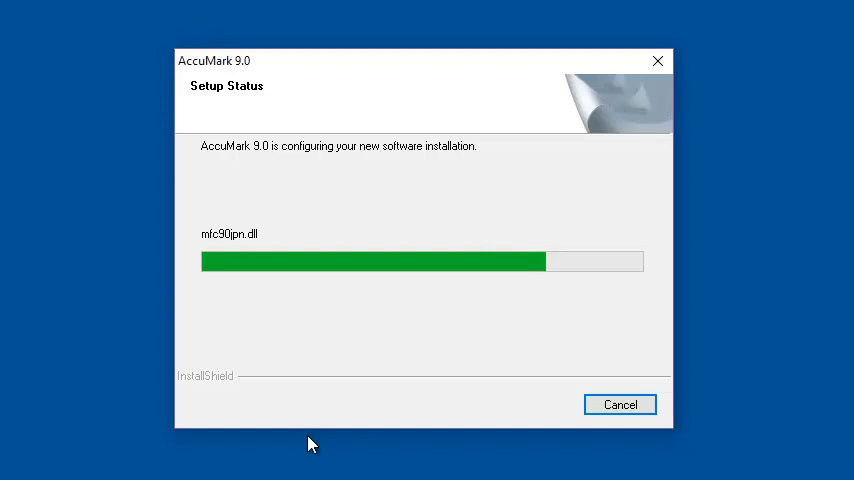 AccuMark 9.0
Setup Status
AccuMark 9.0 is configuring your new software installation.
mfc90jpn.dll
InstallShield
Cancel